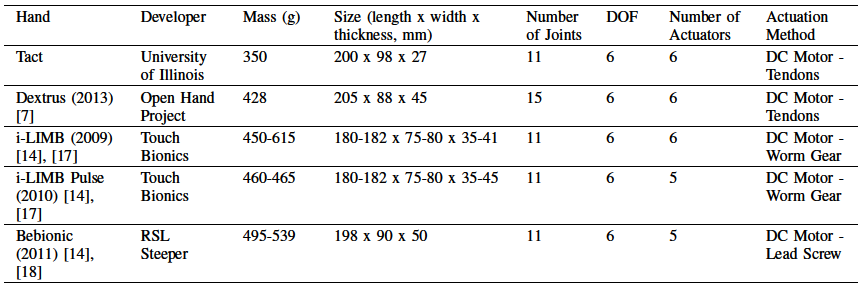 Hand Developer Mass (g) Size (length x width x Number DOF Number of Actuation
thickness, mm) of Joints Actuators Method
Tact University 350 200 x 98 x 27 11 6 6 DC Motor -
of Illinois Tendons
Dextrus (2013) Open Hand 428 205 x 88 x 45 15 6 6 DC Motor -
[7] Project Tendons
i-LIMB (2009) Touch 450-615 180-182 x 75-80 x 35-41 11 6 6 DC Motor -
[14], [17] Bionics Worm Gear
i-LIMB Pulse Touch 460-465 180-182 x 75-80 x 35-45 11 6 5 DC Motor -
(2010) [14], Bionics Worm Gear
[17]
Bebionic RSL 495-539 198 x 90 x 50 11 6 5 DC Motor -
(2011) [14], Steeper Lead Screw
[18]